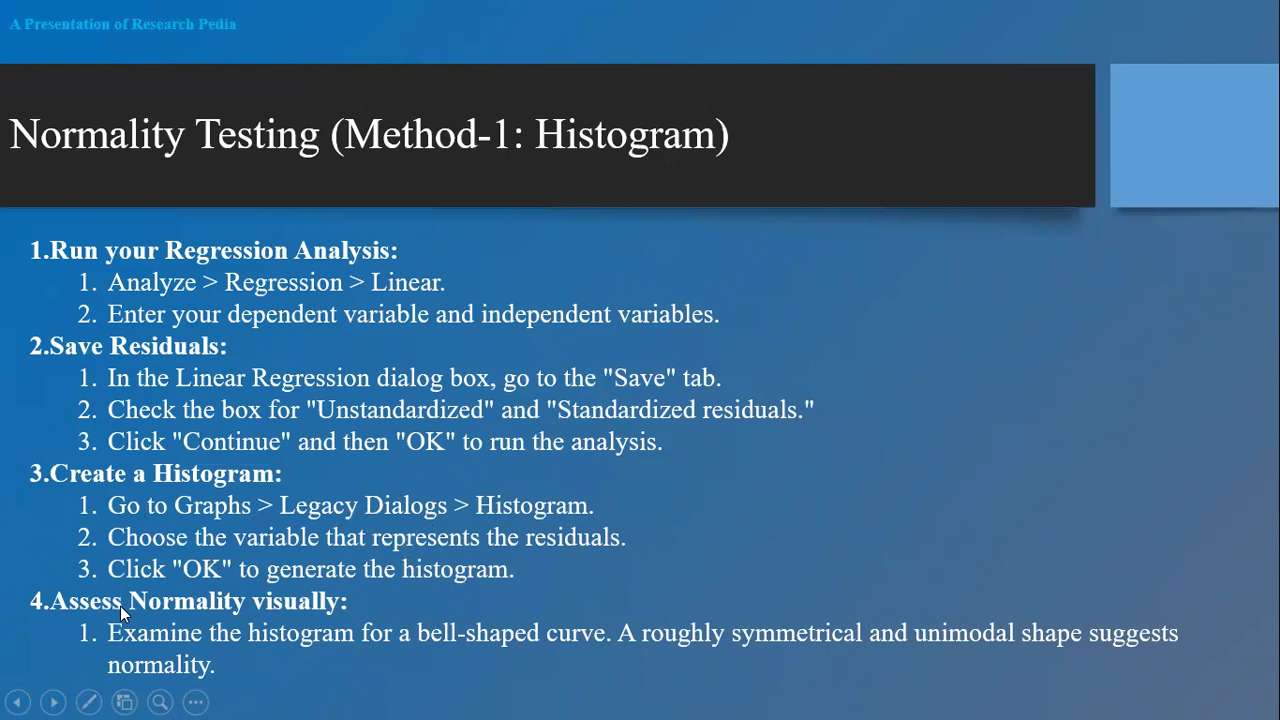 A Presentation of Research Pedia
Normality Testing (Method-1: Histogram)
1.Run your Regression Analysis:
1. Analyze > Regression > Linear.
2. Enter your dependent variable and independent variables.
2.Save Residuals:
1. In the Linear Regression dialog box, go to the "Save" tab.
2. Check the box for "Unstandardized" and "Standardized residuals."
3. Click "Continue" and then "OK" to run the analysis.
3.Create a Histogram:
1. Go to Graphs > Legacy Dialogs > Histogram.
2. Choose the variable that represents the residuals.
3. Click "OK" to generate the histogram.
4.Assess Normality visually:
1. Examine the histogram for a bell-shaped curve. A roughly symmetrical and unimodal shape suggests
normality.